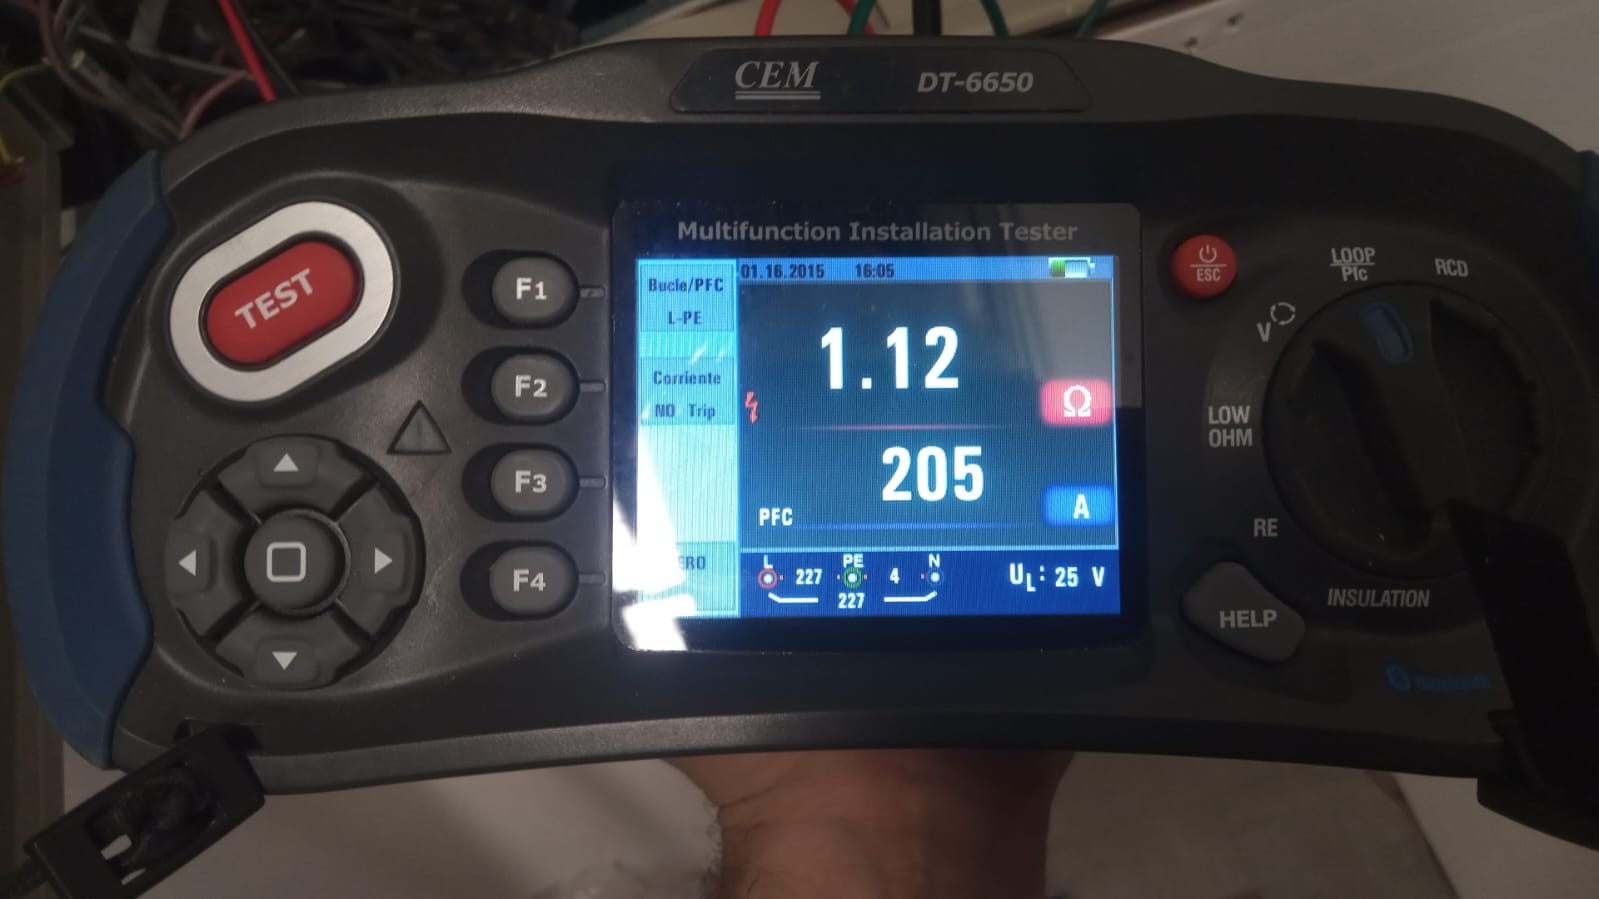 CEM DT-6650
Multifunction Installation Tester
TEST
F1
F2
F3
F4
01.16.2015 16:05
Bucle/PFC
L-PE
Corriente
NO Trip
1.12
Ω
205
PFC
A
L 227 PE 4 N
227
UL: 25 V
ESC
LOOP
PIc
RCD
V
LOW
OHM
RE
INSULATION
HELP